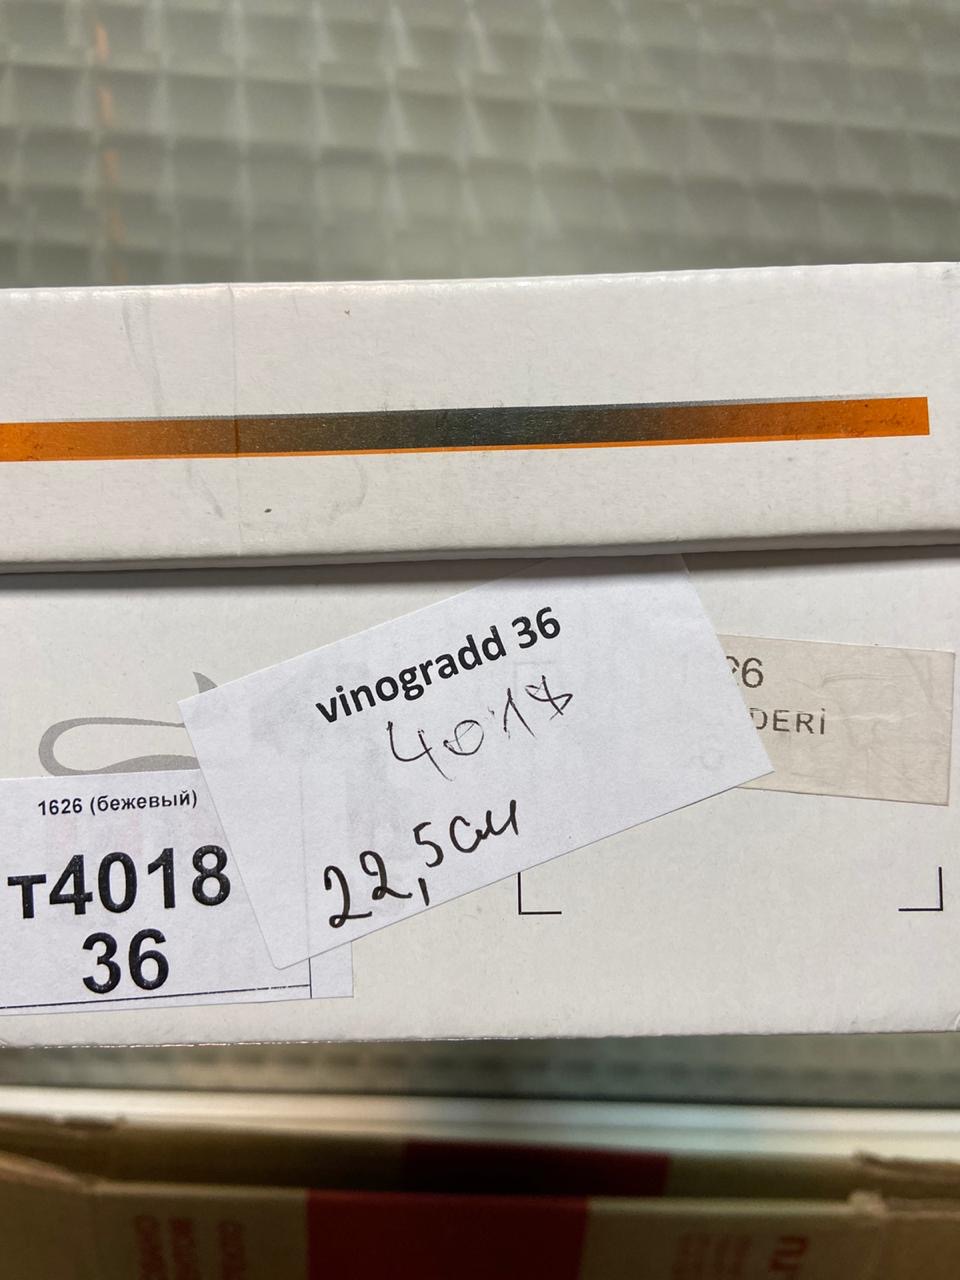 vinogradd 36
4018
22,5см
26
DERİ
1626 (бежевый)
т4018
36